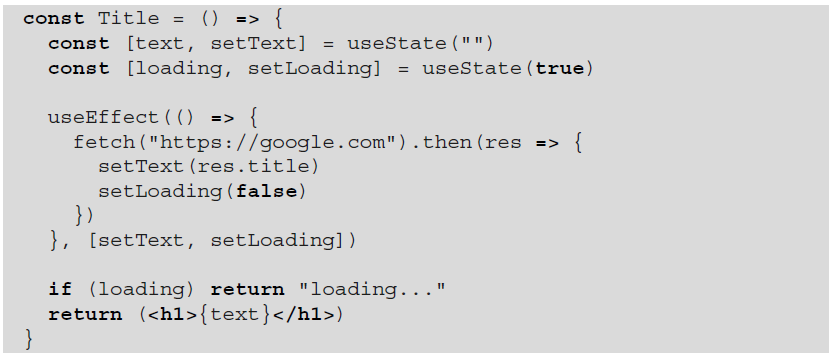 const Title = () => {
  const [text, setText] = useState("")
  const [loading, setLoading] = useState(true)

  useEffect(() => {
    fetch("https://google.com").then(res => {
      setText(res.title)
      setLoading(false)
    })
  }, [setText, setLoading])

  if (loading) return "loading..."
  return (<h1>{text}</h1>)
}